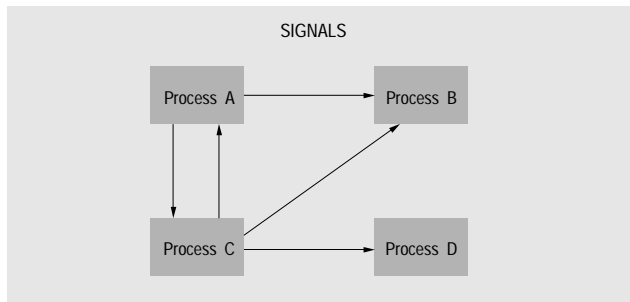 SIGNALS
Process A
Process B
Process C
Process D